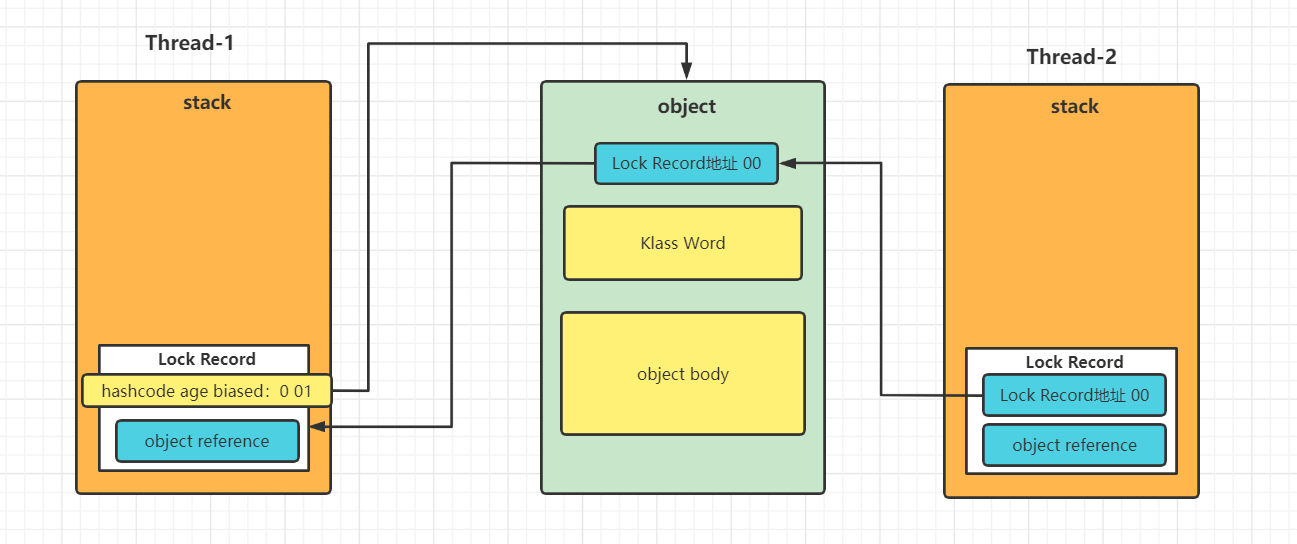 Thread-1
stack
Lock Record
hashcode age biased：0 01
object reference
object
Lock Record地址 00
Klass Word
object body
Thread-2
stack
Lock Record
Lock Record地址 00
object reference